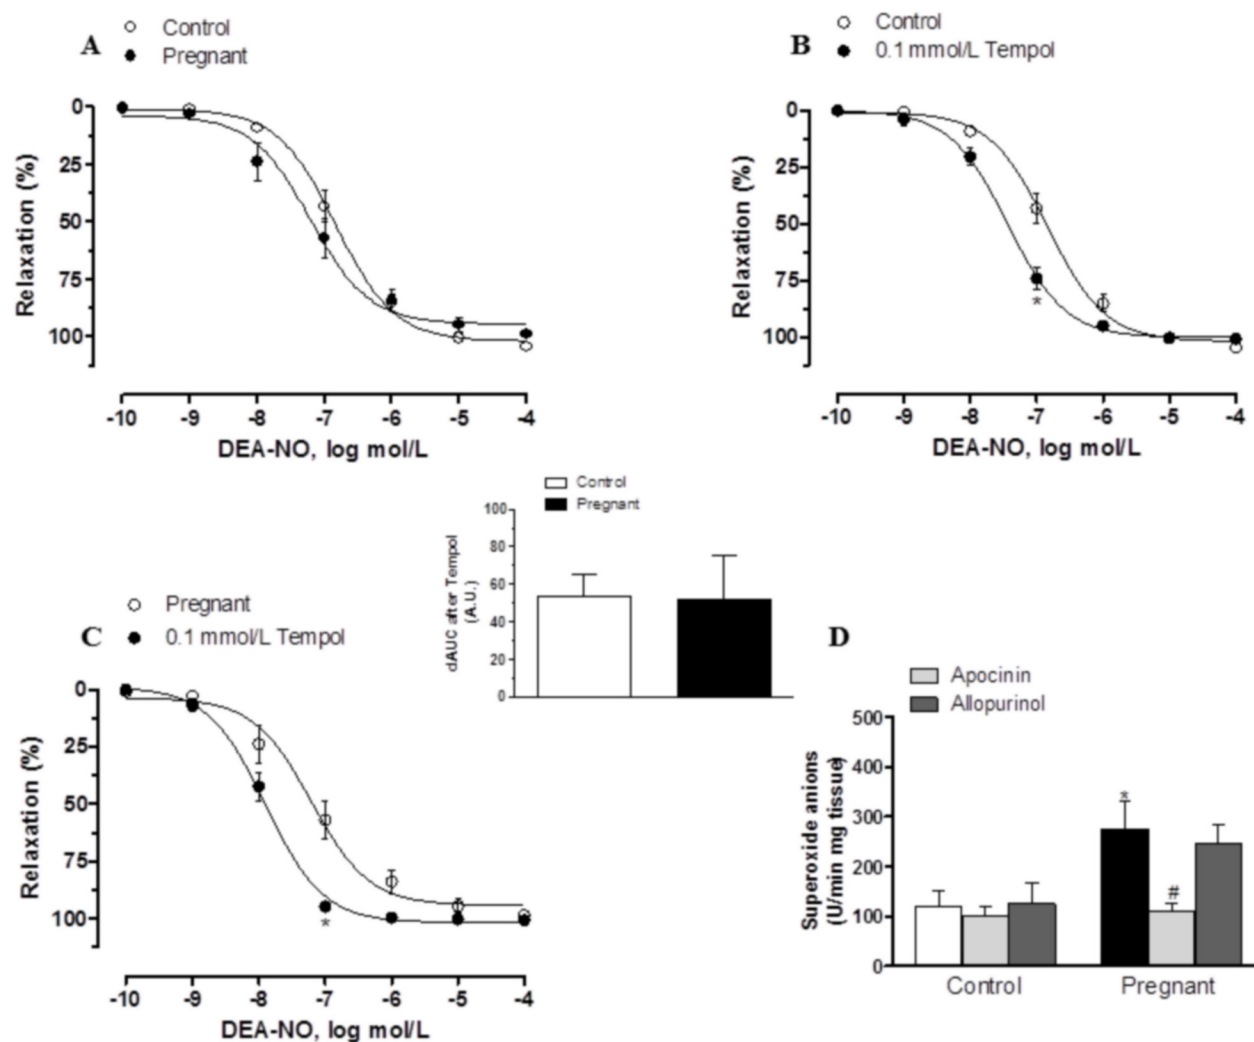 A
Control
Pregnant
0
25
50
75
100
Relaxation (%)
-10 -9 -8 -7 -6 -5 -4
DEA-NO, log mol/L
B
Control
0.1 mmol/L Tempol
0
25
50
75
100
Relaxation (%)
*
-10 -9 -8 -7 -6 -5 -4
DEA-NO, log mol/L
Control
Pregnant
100
80
60
40
20
0
dAUC after Tempol
(A.U.)
C
Pregnant
0.1 mmol/L Tempol
0
25
50
75
100
Relaxation (%)
*
-10 -9 -8 -7 -6 -5 -4
DEA-NO, log mol/L
D
Apocinin
Allopurinol
500
400
300
200
100
0
Superoxide anions
(U/min mg tissue)
*
#
Control Pregnant